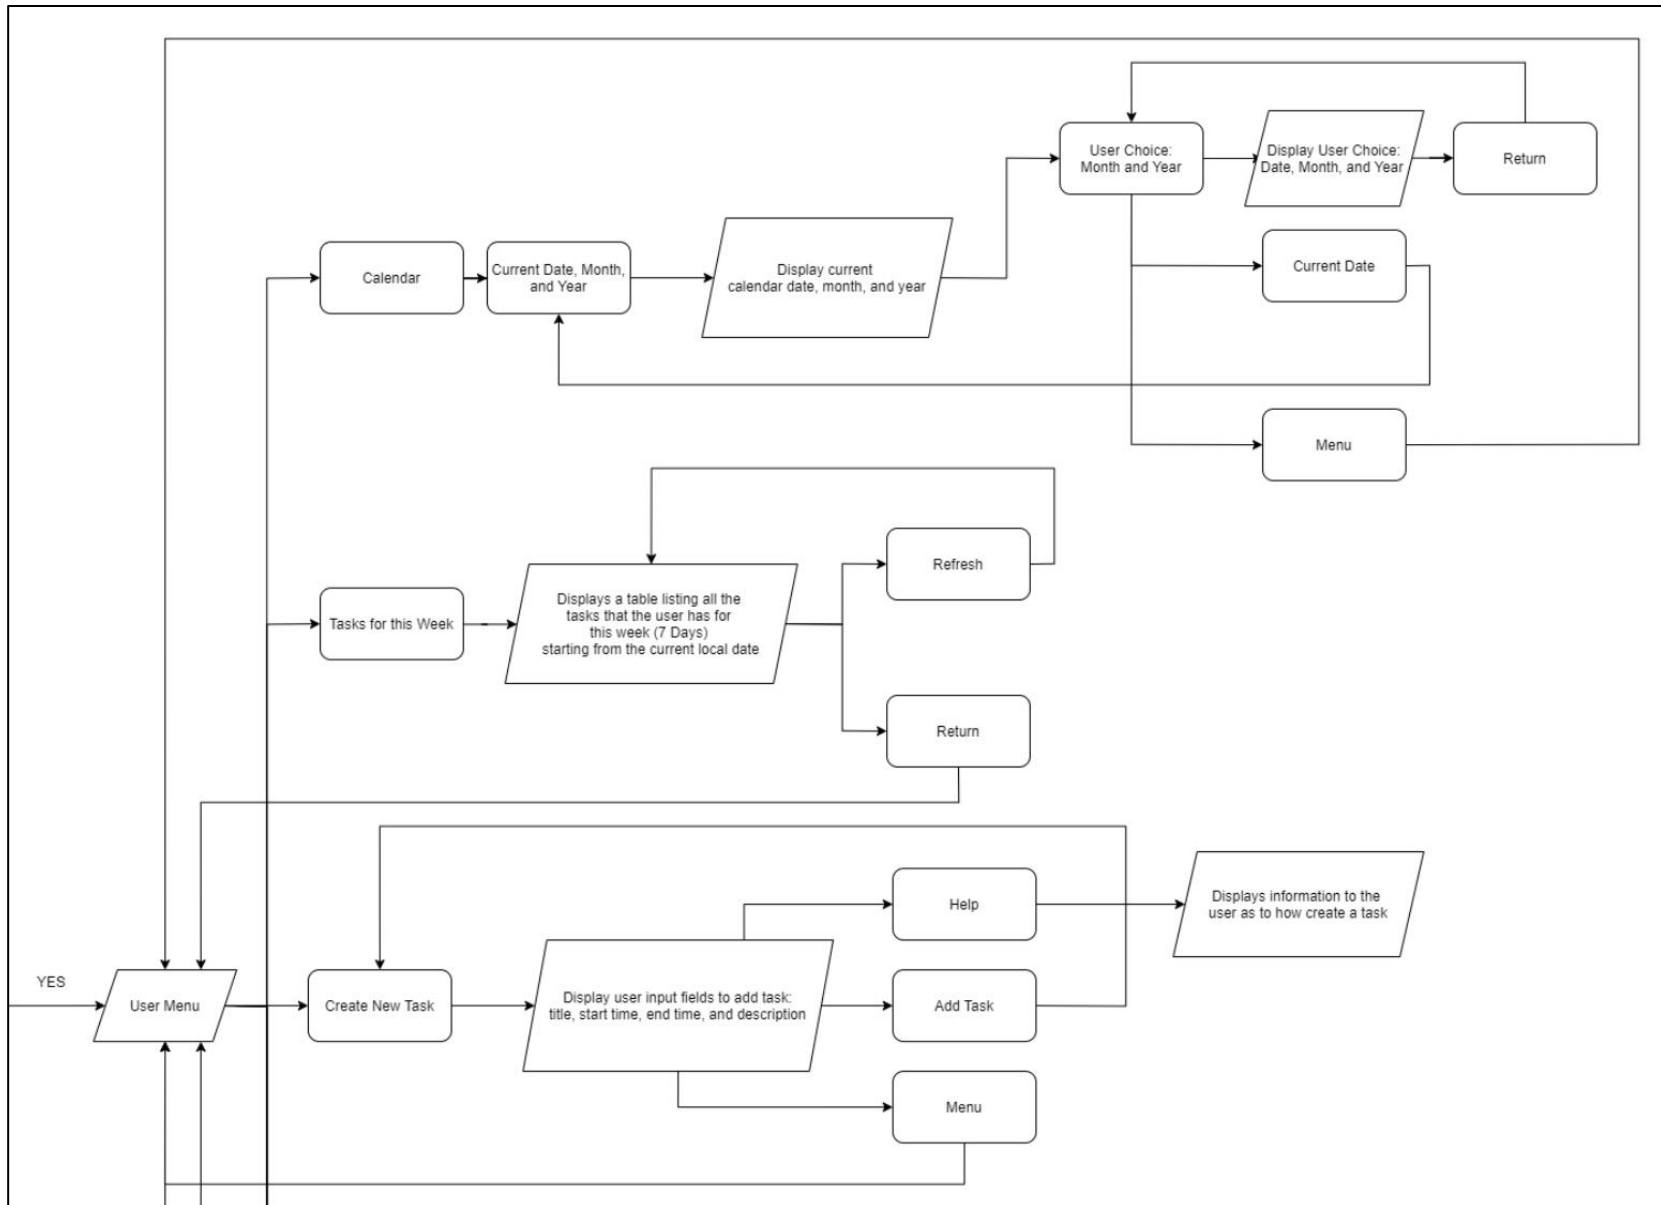 User Choice:
Month and Year
Display User Choice:
Date, Month, and Year
Return
Calendar
Current Date, Month,
and Year
Display current
calendar date, month, and year
Current Date
Menu
Refresh
Tasks for this Week
Displays a table listing all the
tasks that the user has for
this week (7 Days)
starting from the current local date
Return
Help
Displays information to the
user as to how create a task
YES
User Menu
Create New Task
Display user input fields to add task:
title, start time, end time, and description
Add Task
Menu